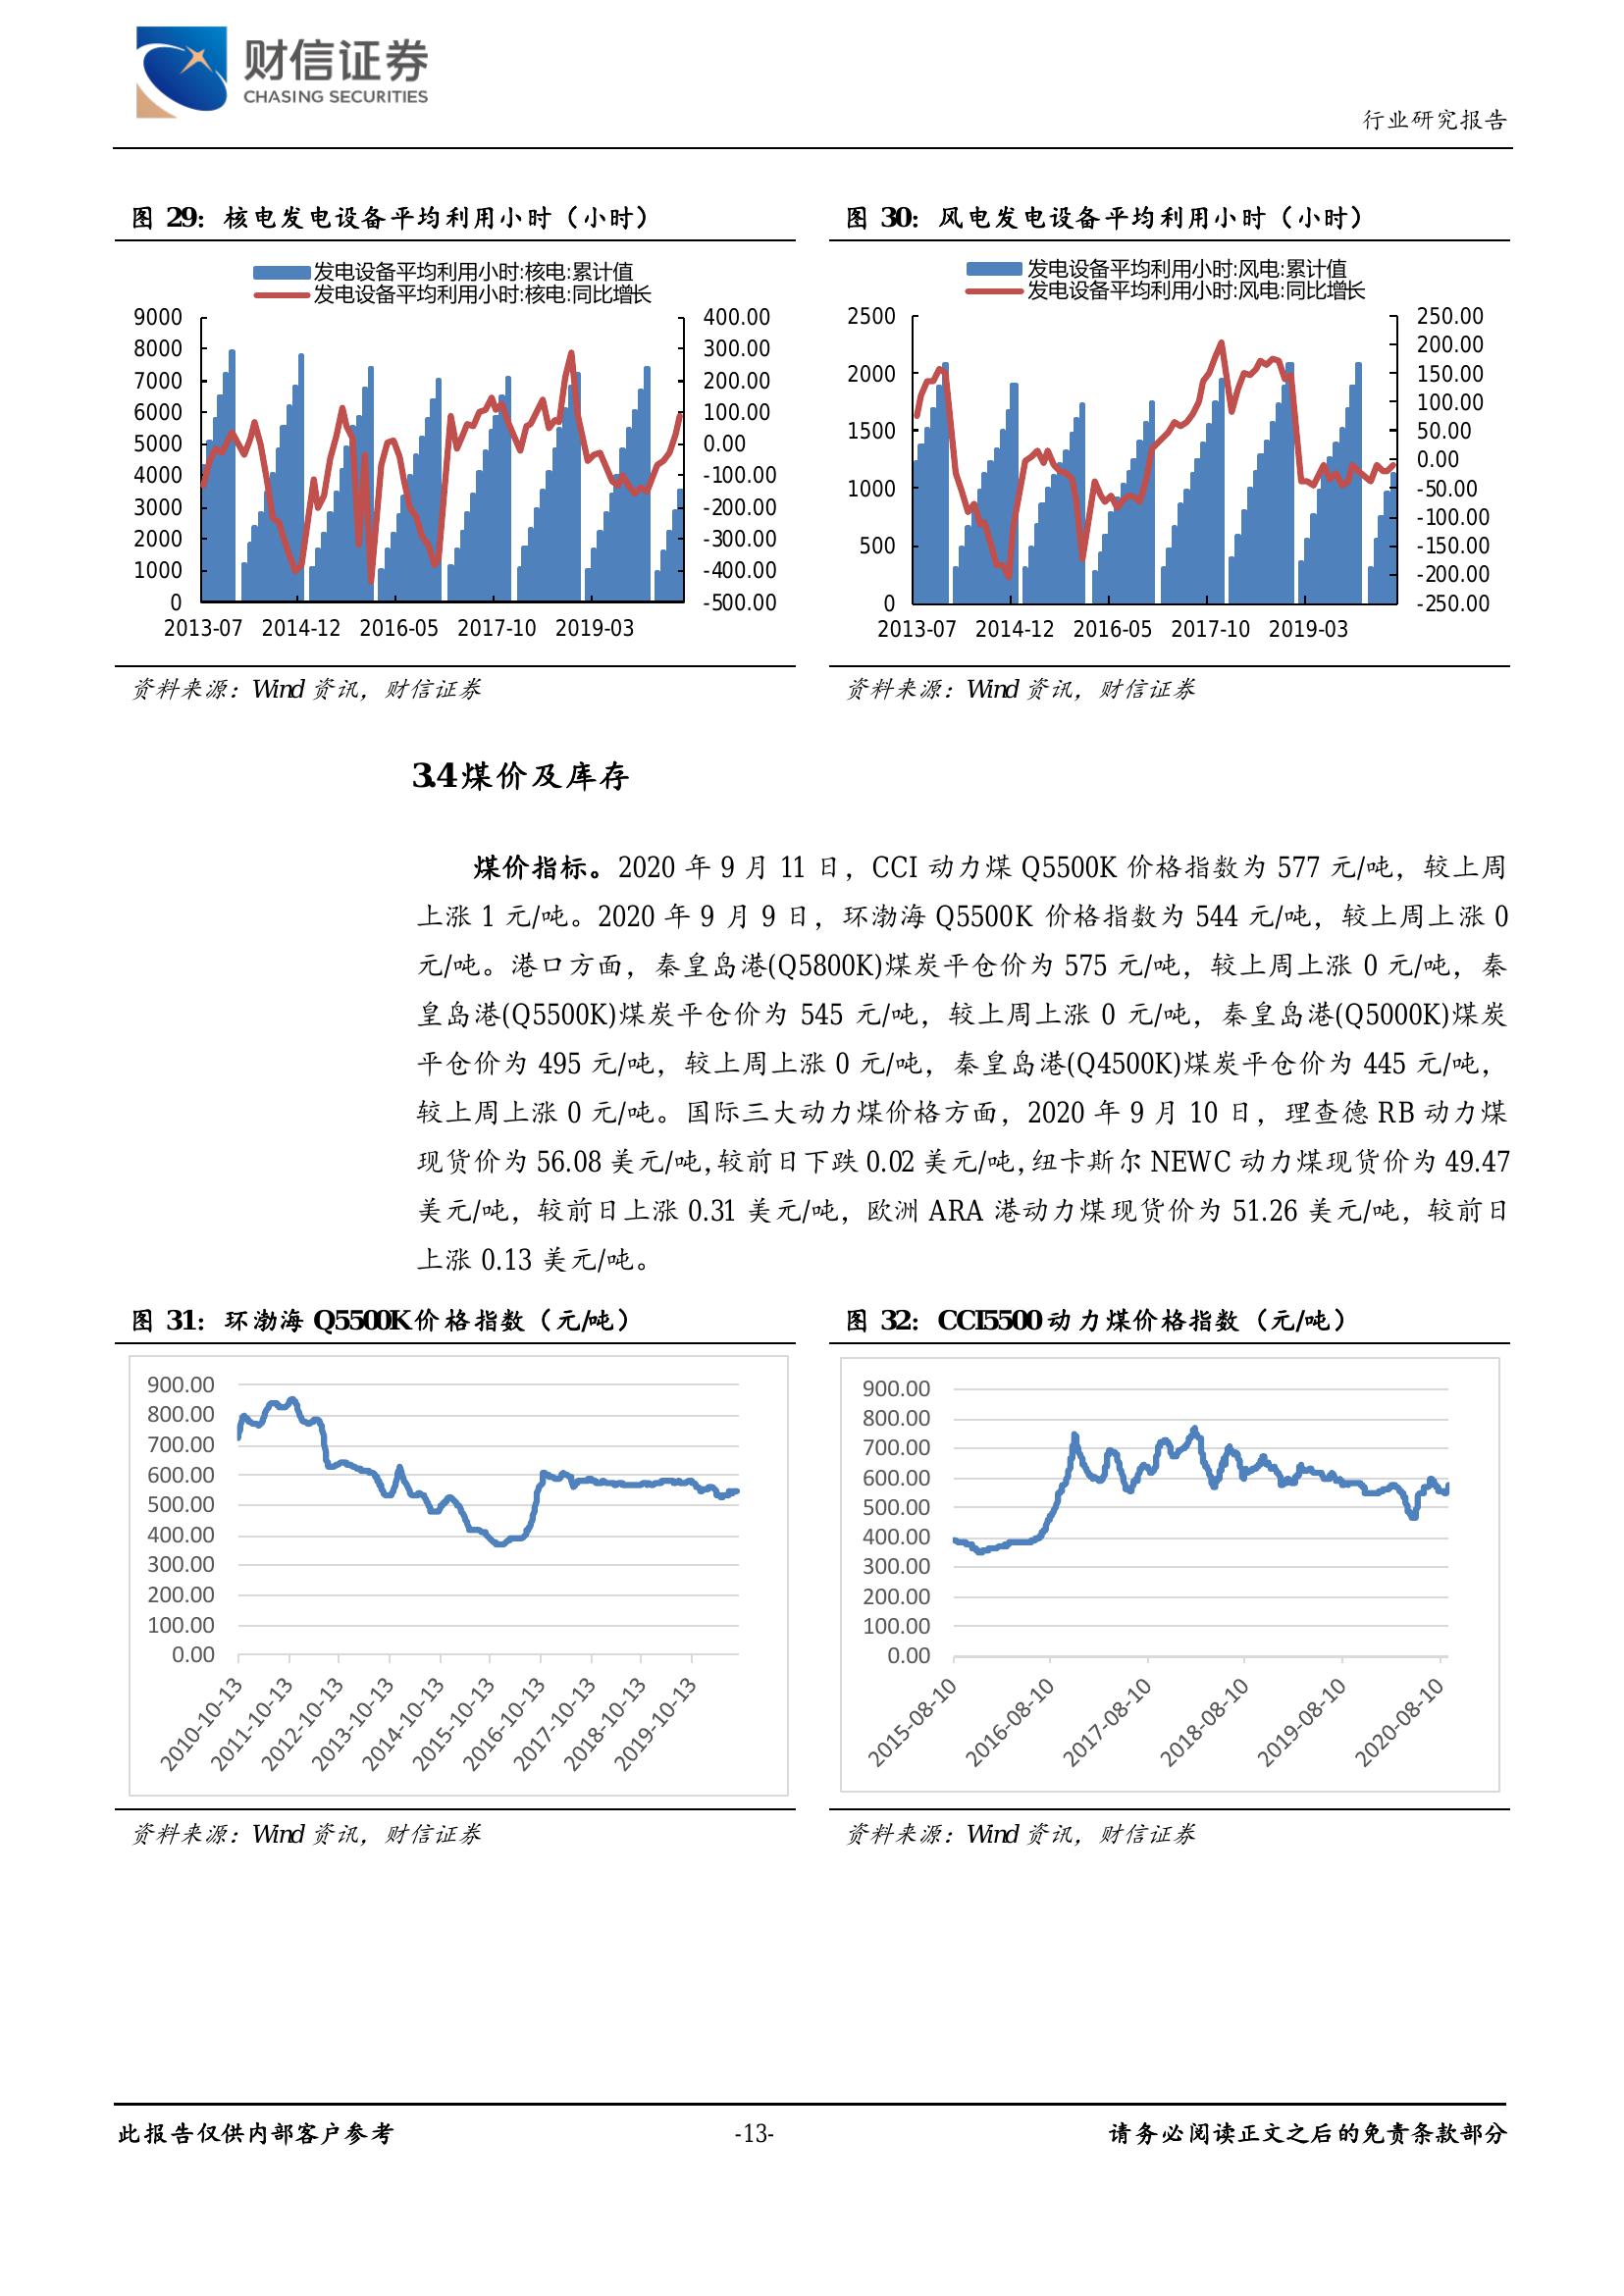 财信证券
CHASING SECURITIES
行业研究报告
图 29：核电发电设备平均利用小时（小时）
发电设备平均利用小时:核电:累计值
发电设备平均利用小时:核电:同比增长
9000
8000
7000
6000
5000
4000
3000
2000
1000
0
400.00
300.00
200.00
100.00
0.00
-100.00
-200.00
-300.00
-400.00
-500.00
2013-07 2014-12 2016-05 2017-10 2019-03
资料来源：Wind 资讯，财信证券
图 30：风电发电设备平均利用小时（小时）
发电设备平均利用小时:风电:累计值
发电设备平均利用小时:风电:同比增长
2500
2000
1500
1000
500
0
250.00
200.00
150.00
100.00
50.00
0.00
-50.00
-100.00
-150.00
-200.00
-250.00
2013-07 2014-12 2016-05 2017-10 2019-03
资料来源：Wind 资讯，财信证券
3.4 煤价及库存
煤价指标。2020 年 9 月 11 日，CCI 动力煤 Q5500K 价格指数为 577 元/吨，较上周
上涨 1 元/吨。2020 年 9 月 9 日，环渤海 Q5500K 价格指数为 544 元/吨，较上周上涨 0
元/吨。港口方面，秦皇岛港(Q5800K)煤炭平仓价为 575 元/吨，较上周上涨 0 元/吨，秦
皇岛港(Q5500K)煤炭平仓价为 545 元/吨，较上周上涨 0 元/吨，秦皇岛港(Q5000K)煤炭
平仓价为 495 元/吨，较上周上涨 0 元/吨，秦皇岛港(Q4500K)煤炭平仓价为 445 元/吨，
较上周上涨 0 元/吨。国际三大动力煤价格方面，2020 年 9 月 10 日，理查德 RB 动力煤
现货价为 56.08 美元/吨，较前日下跌 0.02 美元/吨，纽卡斯尔 NEWC 动力煤现货价为 49.47
美元/吨，较前日上涨 0.31 美元/吨，欧洲 ARA 港动力煤现货价为 51.26 美元/吨，较前日
上涨 0.13 美元/吨。
图 31：环渤海 Q5500K 价格指数（元/吨）
900.00
800.00
700.00
600.00
500.00
400.00
300.00
200.00
100.00
0.00
2010-10-13
2011-10-13
2012-10-13
2013-10-13
2014-10-13
2015-10-13
2016-10-13
2017-10-13
2018-10-13
2019-10-13
资料来源：Wind 资讯，财信证券
图 32：CCI5500 动力煤价格指数（元/吨）
900.00
800.00
700.00
600.00
500.00
400.00
300.00
200.00
100.00
0.00
2015-08-10
2016-08-10
2017-08-10
2018-08-10
2019-08-10
2020-08-10
资料来源：Wind 资讯，财信证券
此报告仅供内部客户参考
-13-
请务必阅读正文之后的免责条款部分